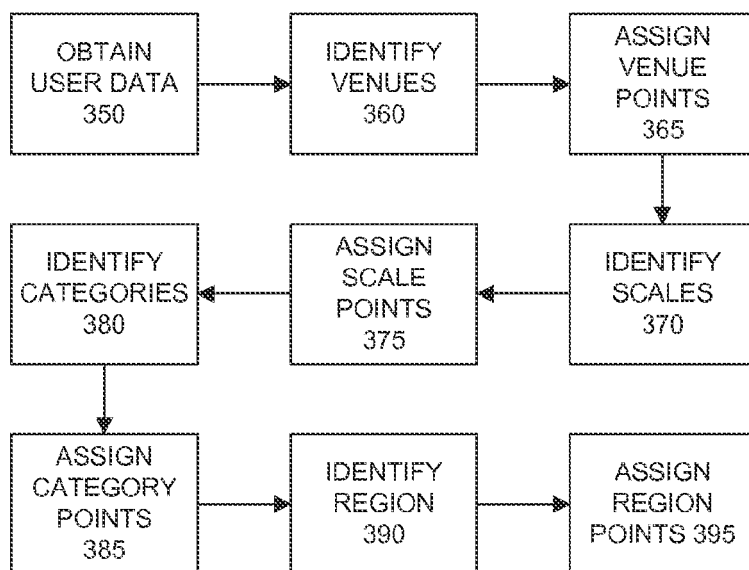 OBTAIN
USER DATA
350
IDENTIFY
VENUES
360
ASSIGN
VENUE
POINTS
365
IDENTIFY
SCALES
370
ASSIGN
SCALE
POINTS
375
IDENTIFY
CATEGORIES
380
ASSIGN
CATEGORY
POINTS
385
IDENTIFY
REGION
390
ASSIGN
REGION
POINTS 395